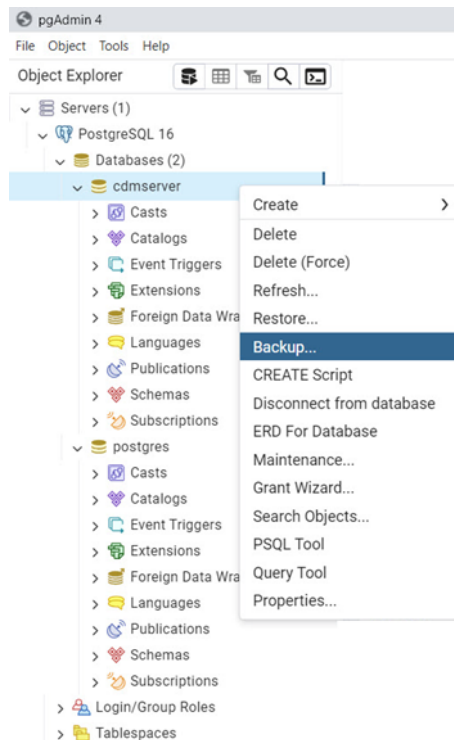 pgAdmin 4
File Object Tools Help
Object Explorer
Servers (1)
PostgreSQL 16
Databases (2)
cdmserver
Casts
Catalogs
Event Triggers
Extensions
Foreign Data Wra
Languages
Publications
Schemas
Subscriptions
postgres
Casts
Catalogs
Event Triggers
Extensions
Foreign Data Wra
Languages
Publications
Schemas
Subscriptions
Login/Group Roles
Tablespaces
Create
Delete
Delete (Force)
Refresh...
Restore...
Backup...
CREATE Script
Disconnect from database
ERD For Database
Maintenance...
Grant Wizard...
Search Objects...
PSQL Tool
Query Tool
Properties...